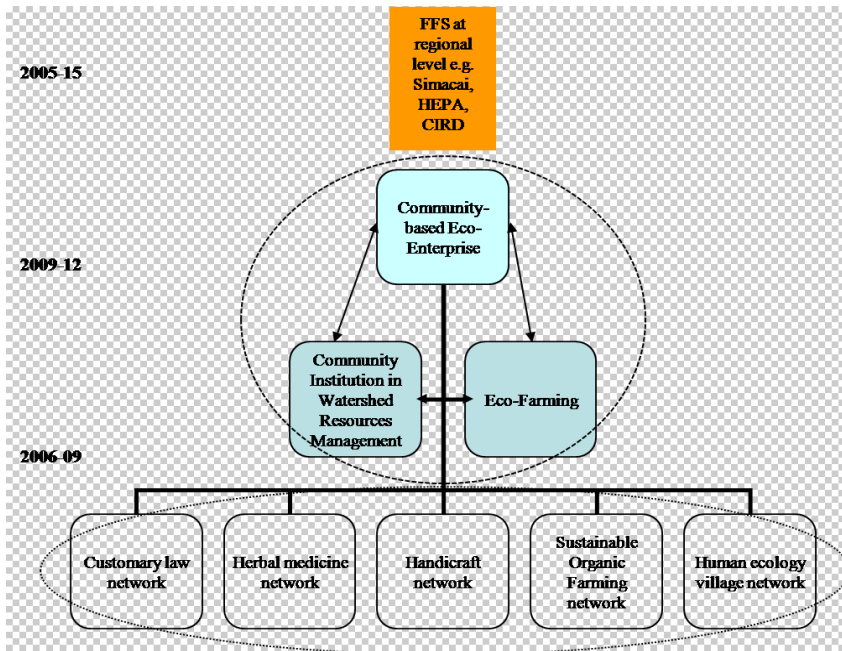 FFS at
regional
level e.g.
Simacai,
HEPA,
CIRD
2005-15
Community-
based Eco-
Enterprise
2009-12
Community
Institution in
Watershed
Resources
Management
Eco-Farming
2006-09
Customary law
network
Herbal medicine
network
Handicraft
network
Sustainable
Organic
Farming
network
Human ecology
village network